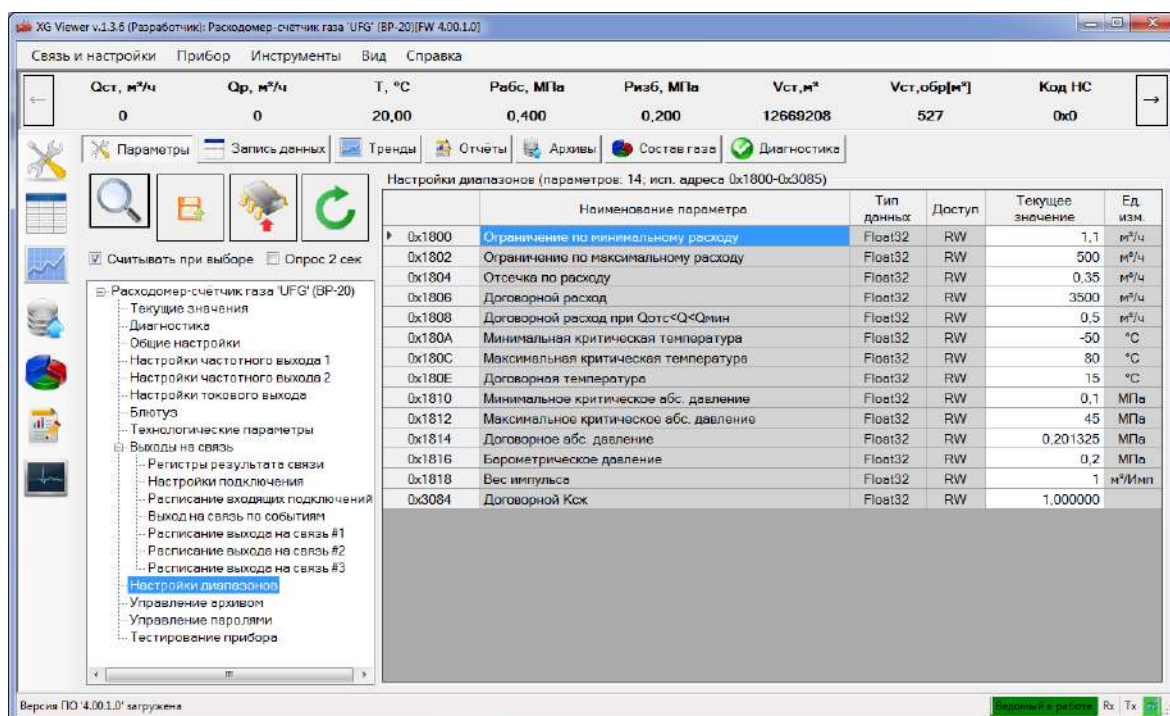 XG Viewer v.1.3.6 (Разработчик): Расходомер-счётчик газа 'UFG' (BP-20)[FW 4.00.1.0]
Связь и настройки Прибор Инструменты Вид Справка
Qст, м³/ч Qр, м³/ч T, °C Pабс, МПа Pизб, МПа Vст,м³ Vст,обр[м³] Код НС
0 0 20,00 0,400 0,200 12669208 527 0x0
Параметры Запись данных Тренды Отчёты Архивы Состав газа Диагностика
Считывать при выборе Опрос 2 сек
Расходомер-счётчик газа 'UFG' (BP-20)
Текущие значения
Диагностика
Общие настройки
Настройки частотного выхода 1
Настройки частотного выхода 2
Настройки токового выхода
Блютуз
Технологические параметры
Выходы на связь
Регистры результата связи
Настройки подключения
Расписание входящих подключений
Выход на связь по событиям
Расписание выхода на связь #1
Расписание выхода на связь #2
Расписание выхода на связь #3
Настройки диапазонов
Управление архивом
Управление паролями
Тестирование прибора
Настройки диапазонов (параметров: 14; исп. адреса 0x1800-0x3085)
Наименование параметра Тип данных Доступ Текущее значение Ед. изм.
0x1800 Ограничение по минимальному расходу Float32 RW 1,1 м³/ч
0x1802 Ограничение по максимальному расходу Float32 RW 500 м³/ч
0x1804 Отсечка по расходу Float32 RW 0,35 м³/ч
0x1806 Договорной расход Float32 RW 3500 м³/ч
0x1808 Договорной расход при Qотс<Q<Qмин Float32 RW 0,5 м³/ч
0x180A Минимальная критическая температура Float32 RW -50 °C
0x180C Максимальная критическая температура Float32 RW 80 °C
0x180E Договорная температура Float32 RW 15 °C
0x1810 Минимальное критическое абс. давление Float32 RW 0,1 МПа
0x1812 Максимальное критическое абс. давление Float32 RW 45 МПа
0x1814 Договорное абс. давление Float32 RW 0,201325 МПа
0x1816 Барометрическое давление Float32 RW 0,2 МПа
0x1818 Вес импульса Float32 RW 1 м³/Имп
0x3084 Договорной Ксж Float32 RW 1,000000
Версия ПО '4.00.1.0' загружена
Ведомый в работе Rx Tx